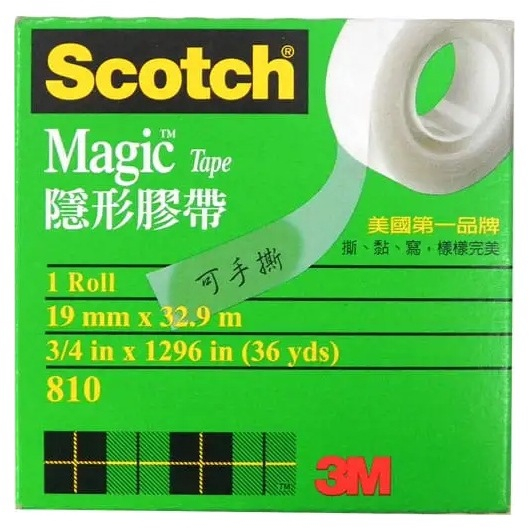 Scotch®
Magic™ Tape
隱形膠帶
美國第一品牌
撕、黏、寫,樣樣完美
可手撕
1 Roll
19 mm x 32.9 m
3/4 in x 1296 in (36 yds)
810
TM
3M